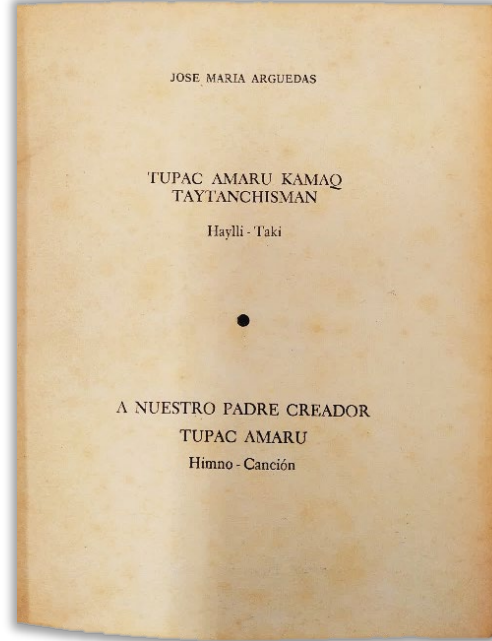 JOSE MARIA ARGUEDAS
TUPAC AMARU KAMAQ
TAYTANCHISMAN
Haylli - Taki
A NUESTRO PADRE CREADOR
TUPAC AMARU
Himno - Canción